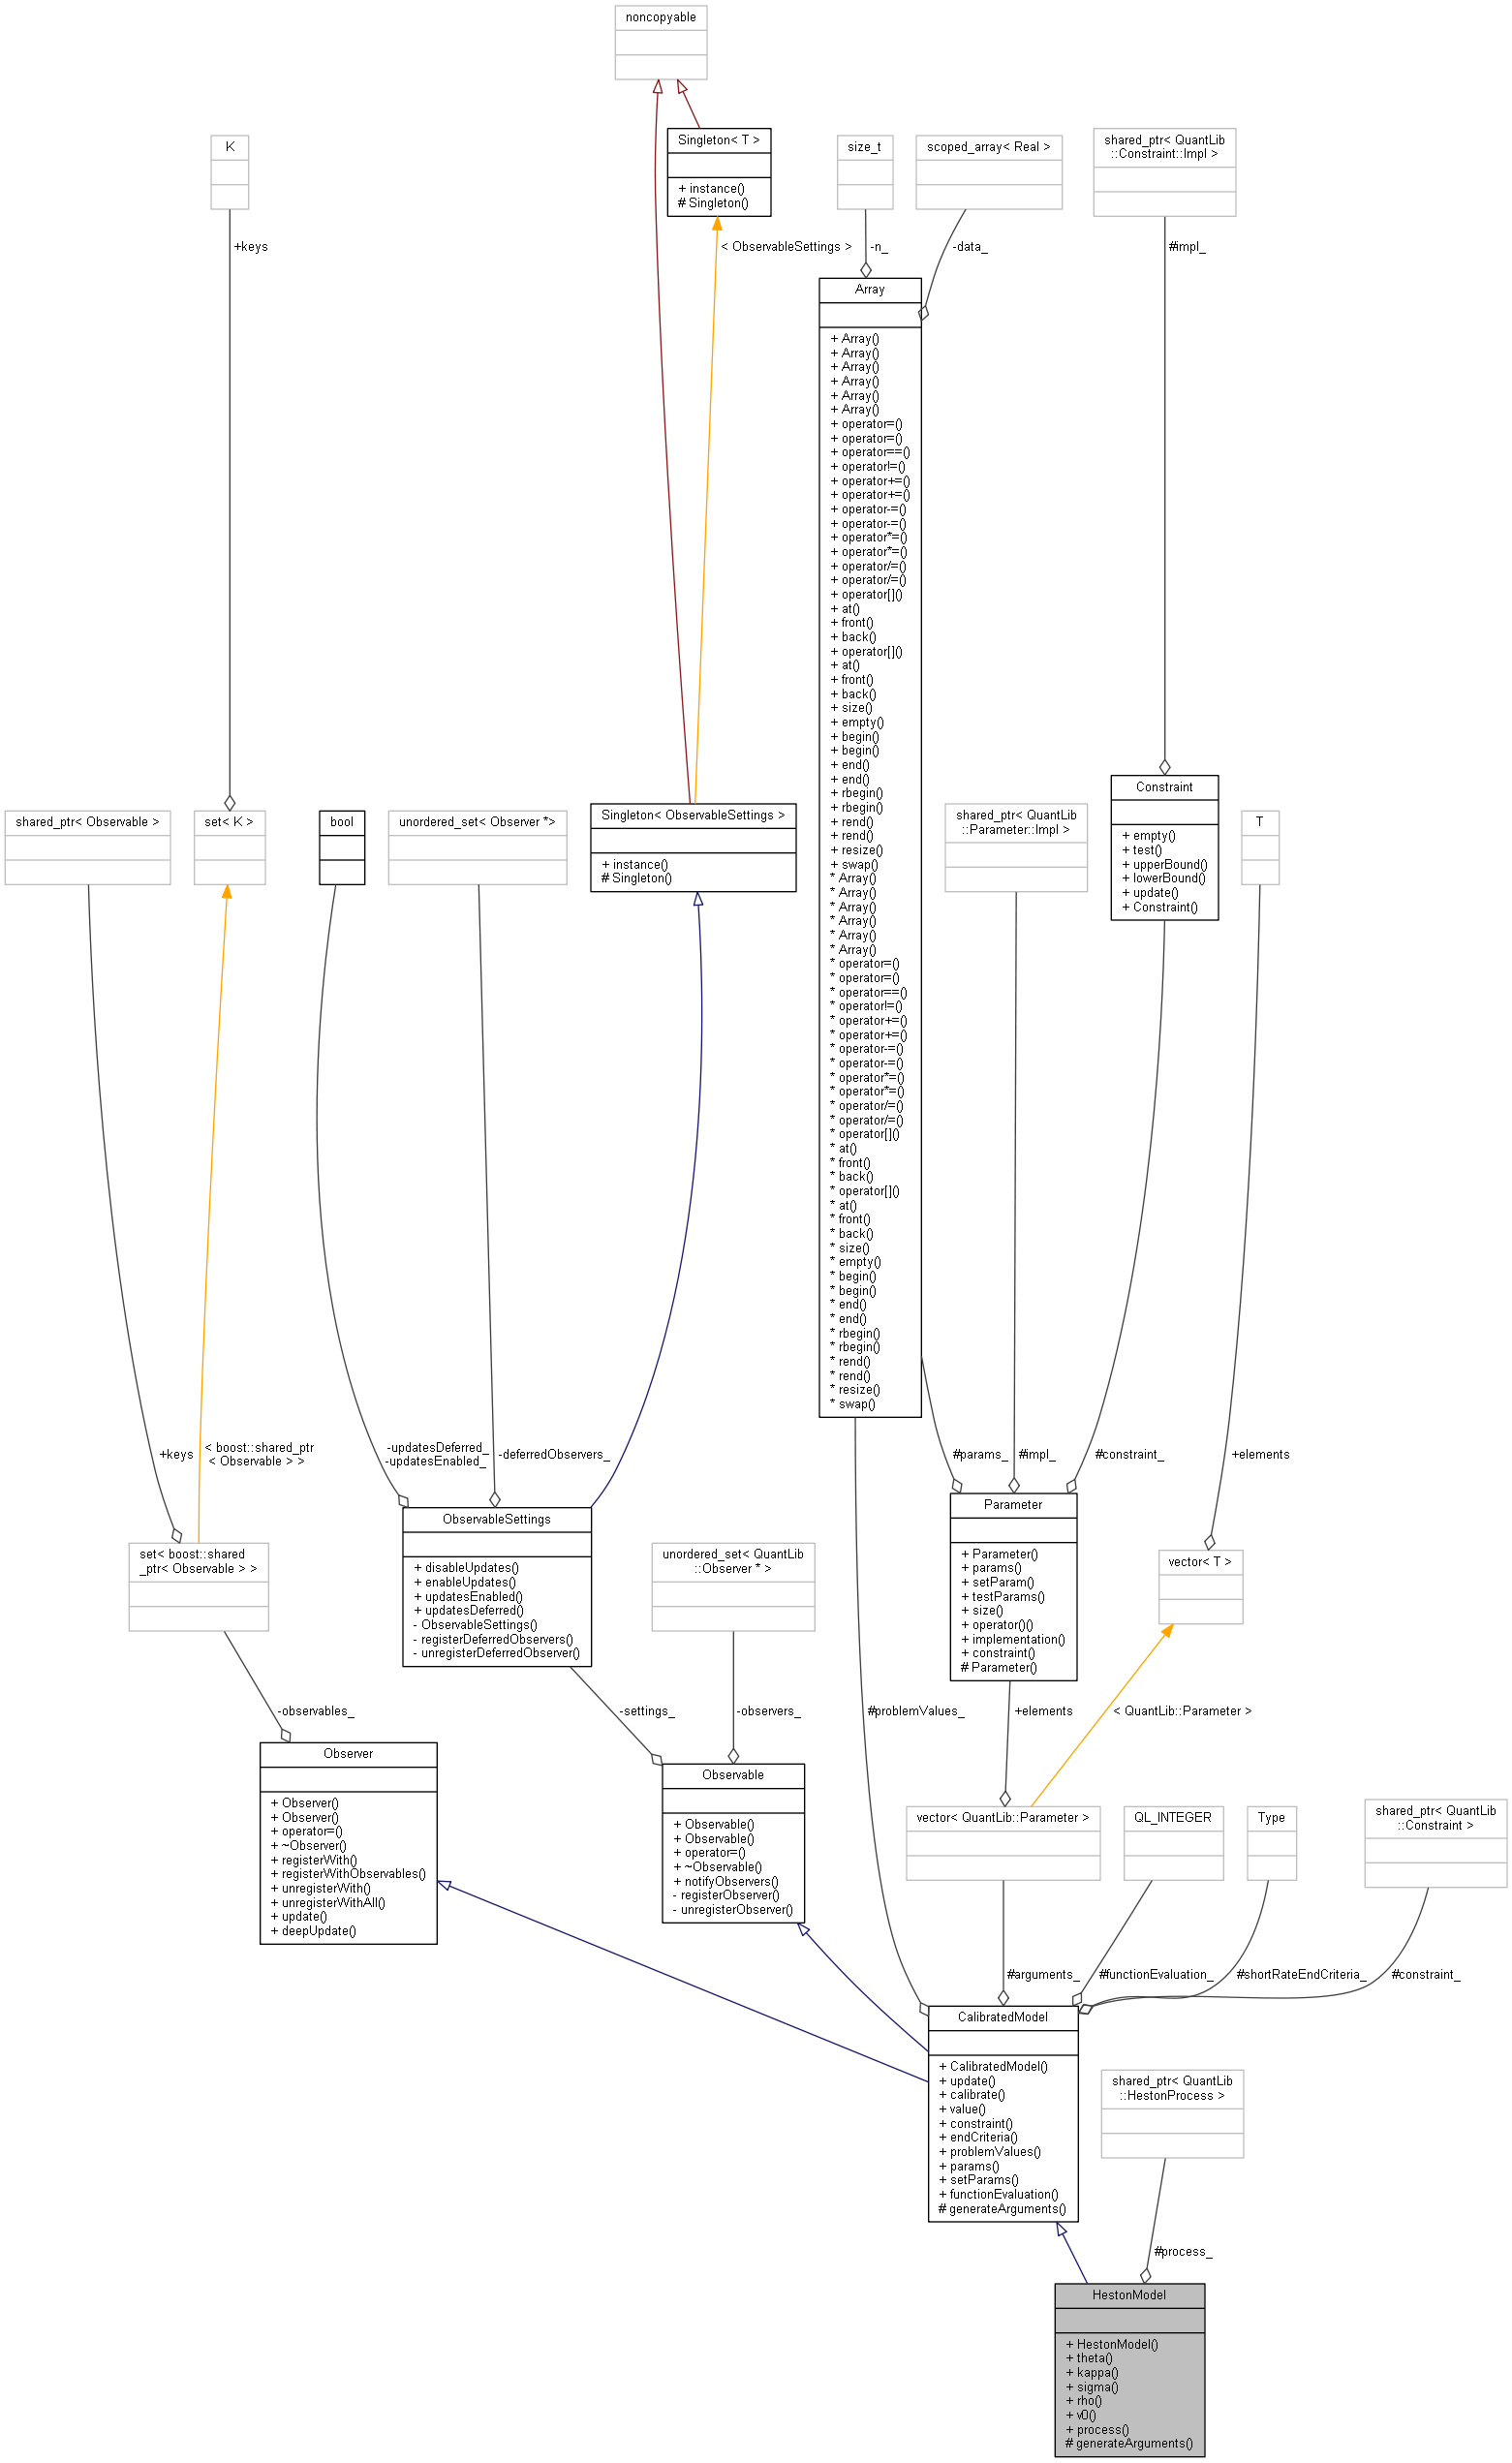 noncopyable
Singleton< T >
+ instance()
# Singleton()
K
size_t
scoped_array< Real >
shared_ptr< QuantLib
::Constraint::Impl >
+keys
< ObservableSettings >
-n_
-data_
#impl_
Array
+ Array()
+ Array()
+ Array()
+ Array()
+ Array()
+ Array()
+ operator=()
+ operator=()
+ operator==()
+ operator!=()
+ operator+=()
+ operator+=()
+ operator-=()
+ operator-=()
+ operator*=()
+ operator*=()
+ operator/=()
+ operator/=()
+ operator[]()
+ at()
+ front()
+ back()
+ operator[]()
+ at()
+ front()
+ back()
+ size()
+ empty()
+ begin()
+ begin()
+ end()
+ end()
+ rbegin()
+ rbegin()
+ rend()
+ rend()
+ resize()
+ swap()
* Array()
* Array()
* Array()
* Array()
* Array()
* Array()
* operator=()
* operator=()
* operator==()
* operator!=()
* operator+=()
* operator+=()
* operator-=()
* operator-=()
* operator*=()
* operator*=()
* operator/=()
* operator/=()
* operator[]()
* at()
* front()
* back()
* operator[]()
* at()
* front()
* back()
* size()
* empty()
* begin()
* begin()
* end()
* end()
* rbegin()
* rbegin()
* rend()
* rend()
* resize()
* swap()
shared_ptr< Observable >
set< K >
bool
unordered_set< Observer *>
Singleton< ObservableSettings >
+ instance()
# Singleton()
shared_ptr< QuantLib
::Parameter::Impl >
Constraint
+ empty()
+ test()
+ upperBound()
+ lowerBound()
+ update()
+ Constraint()
T
+keys
< boost::shared_ptr
< Observable > >
-updatesDeferred_
-updatesEnabled_
-deferredObservers_
#params_
#impl_
#constraint_
+elements
set< boost::shared
_ptr< Observable > >
ObservableSettings
+ disableUpdates()
+ enableUpdates()
+ updatesEnabled()
+ updatesDeferred()
- ObservableSettings()
- registerDeferredObservers()
- unregisterDeferredObserver()
unordered_set< QuantLib
::Observer * >
Parameter
+ Parameter()
+ params()
+ setParam()
+ testParams()
+ size()
+ operator()()
+ implementation()
+ constraint()
# Parameter()
vector< T >
-observables_
-settings_
-observers_
#problemValues_
+elements
< QuantLib::Parameter >
Observer
+ Observer()
+ Observer()
+ operator=()
+ ~Observer()
+ registerWith()
+ registerWithObservables()
+ unregisterWith()
+ unregisterWithAll()
+ update()
+ deepUpdate()
Observable
+ Observable()
+ Observable()
+ operator=()
+ ~Observable()
+ notifyObservers()
- registerObserver()
- unregisterObserver()
vector< QuantLib::Parameter >
QL_INTEGER
Type
shared_ptr< QuantLib
::Constraint >
#arguments_
#functionEvaluation_
#shortRateEndCriteria_
#constraint_
CalibratedModel
+ CalibratedModel()
+ update()
+ calibrate()
+ value()
+ constraint()
+ endCriteria()
+ problemValues()
+ params()
+ setParams()
+ functionEvaluation()
# generateArguments()
shared_ptr< QuantLib
::HestonProcess >
#process_
HestonModel
+ HestonModel()
+ theta()
+ kappa()
+ sigma()
+ rho()
+ v0()
+ process()
# generateArguments()